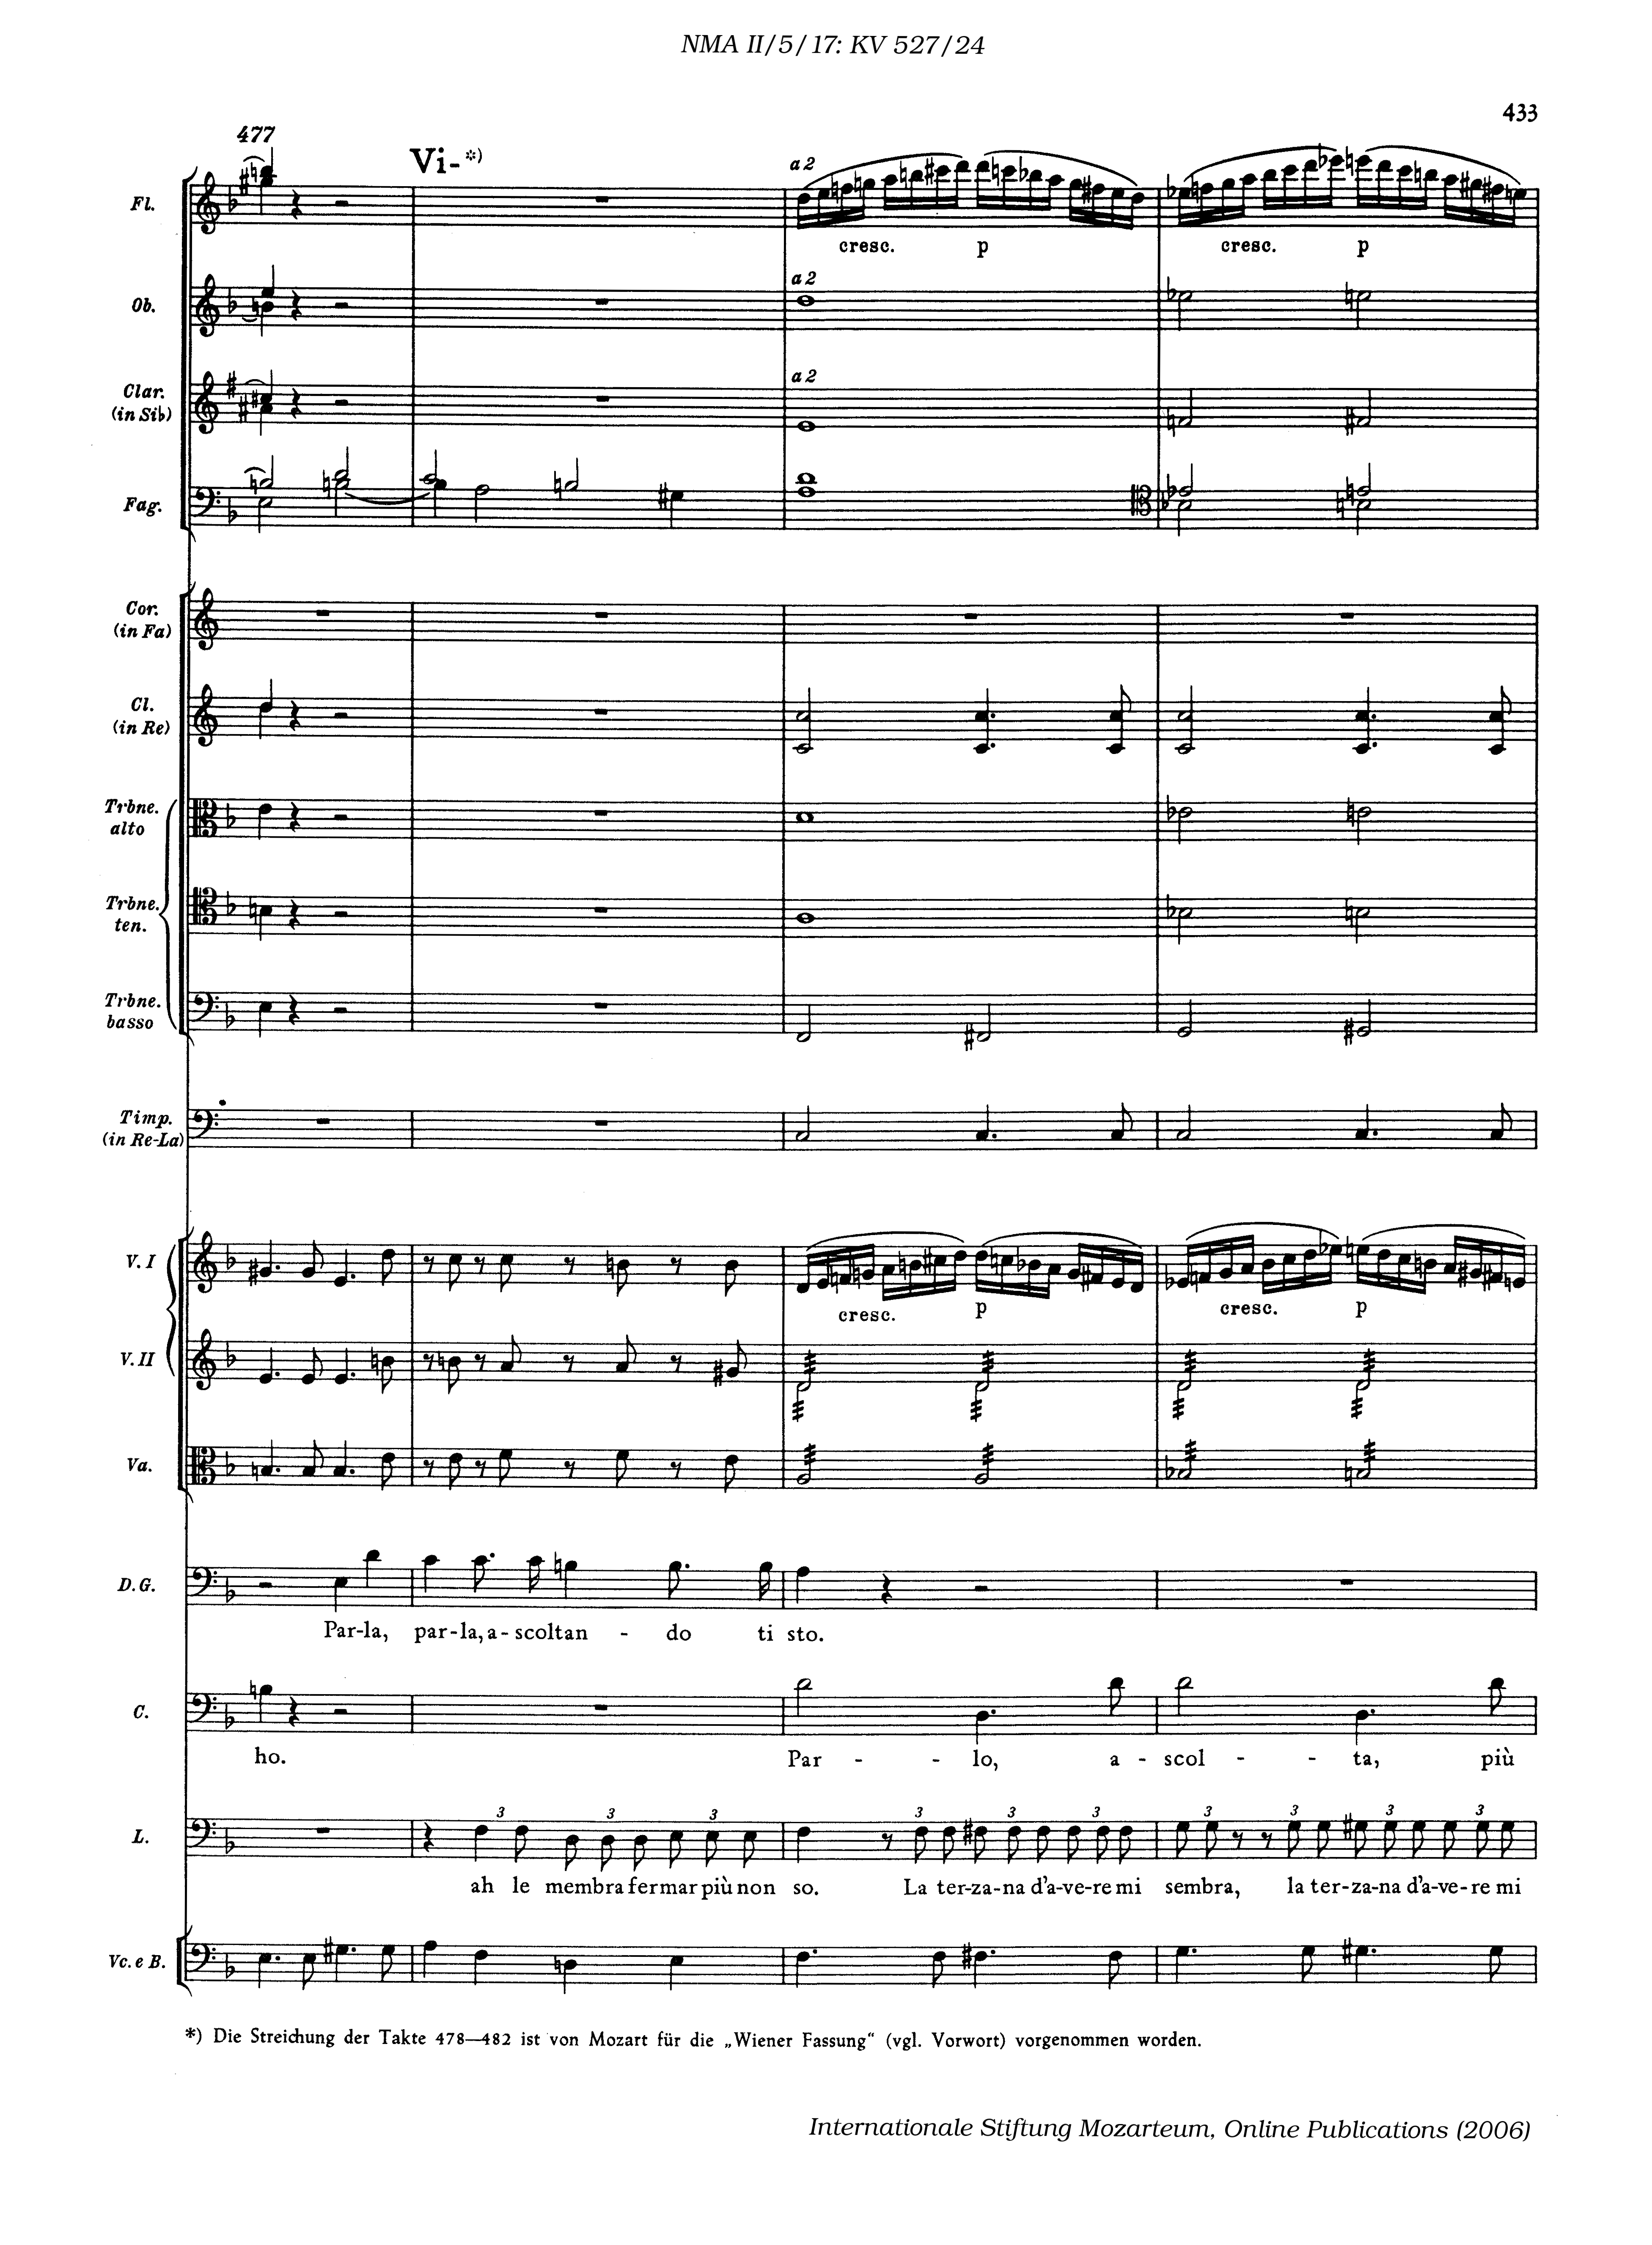 NMA II/5/17: KV 527/24
433
477
Vi-*)
a 2
Fl.
cresc. p cresc. p
a 2
Ob.
a 2
Clar.
(in Si♭)
Fag.
Cor.
(in Fa)
Cl.
(in Re)
Trbne.
alto
Trbne.
ten.
Trbne.
basso
Timp.
(in Re-La)
V. I
cresc. p cresc. p
V. II
Va.
D.G.
Par-la, par-la, a-scoltan - do ti sto.
C.
ho. Par - - lo, a - scol - - ta, più
3 3 3 3 3 3 3 3 3 3
L.
ah le membra fermar più non so. La ter-za-na d'a-ve-re mi sembra, la ter-za-na d'a-ve-re mi
Vc. e B.
*) Die Streichung der Takte 478—482 ist von Mozart für die „Wiener Fassung“ (vgl. Vorwort) vorgenommen worden.
Internationale Stiftung Mozarteum, Online Publications (2006)